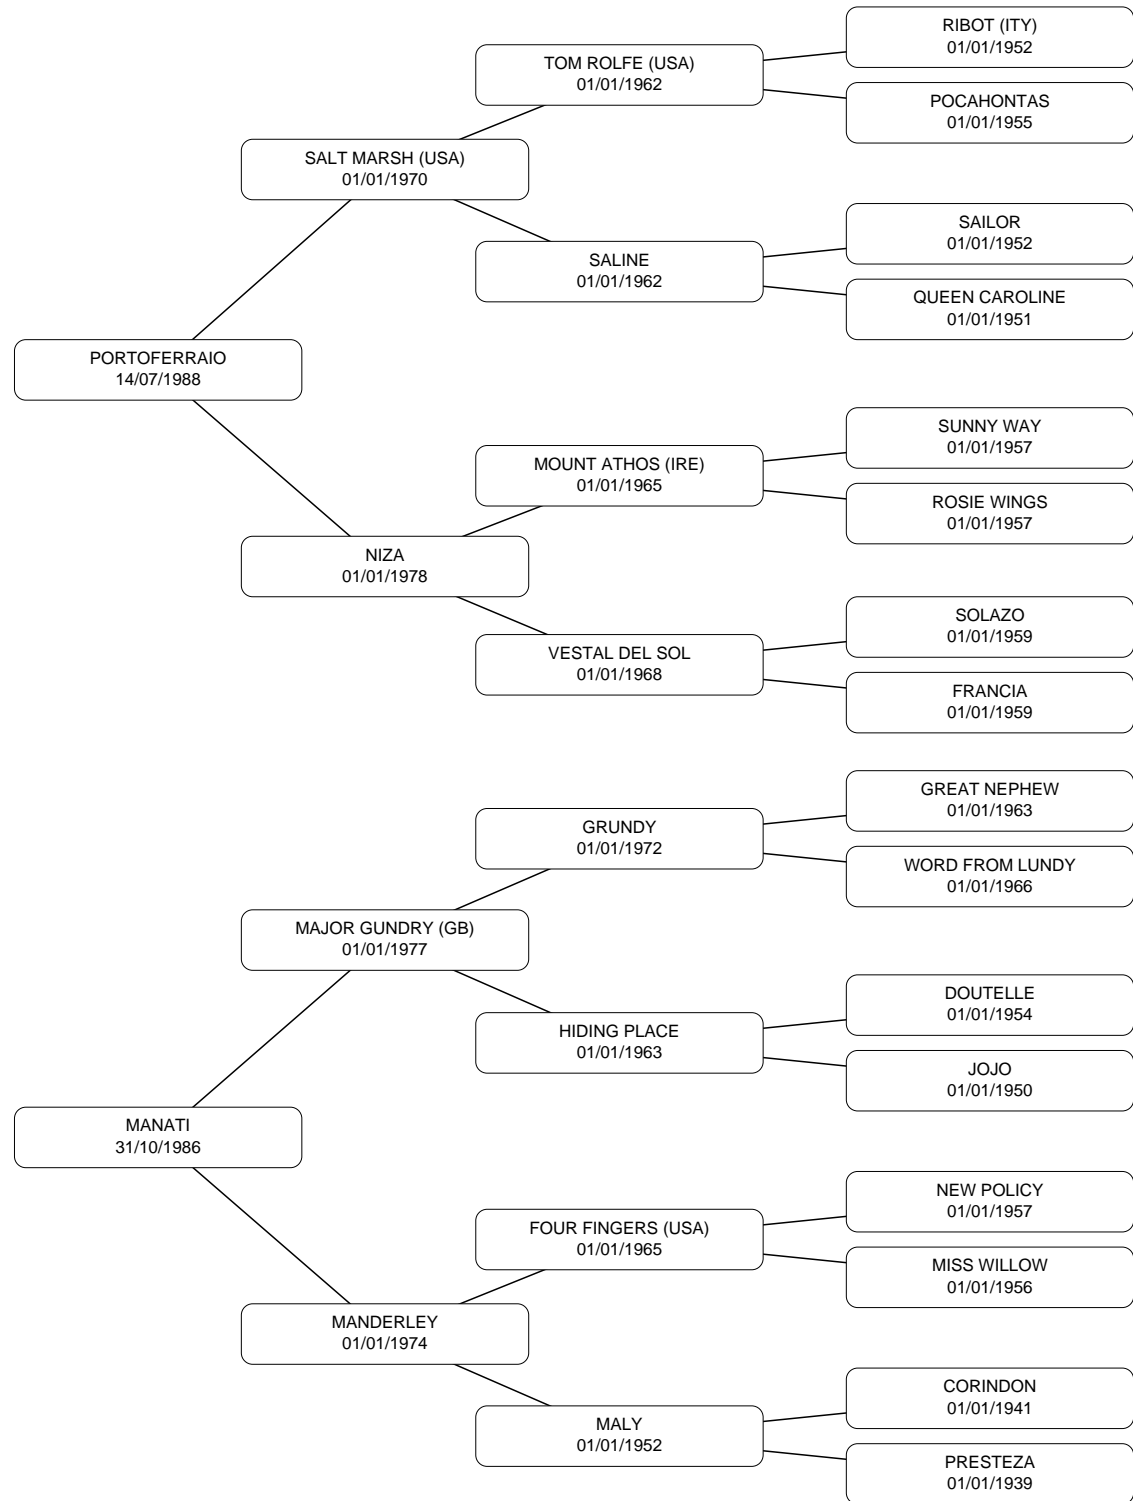 RIBOT (ITY)
01/01/1952
TOM ROLFE (USA)
01/01/1962
POCAHONTAS
01/01/1955
SALT MARSH (USA)
01/01/1970
SAILOR
01/01/1952
SALINE
01/01/1962
QUEEN CAROLINE
01/01/1951
PORTOFERRAIO
14/07/1988
SUNNY WAY
01/01/1957
MOUNT ATHOS (IRE)
01/01/1965
ROSIE WINGS
01/01/1957
NIZA
01/01/1978
SOLAZO
01/01/1959
VESTAL DEL SOL
01/01/1968
FRANCIA
01/01/1959
GREAT NEPHEW
01/01/1963
GRUNDY
01/01/1972
WORD FROM LUNDY
01/01/1966
MAJOR GUNDRY (GB)
01/01/1977
DOUTELLE
01/01/1954
HIDING PLACE
01/01/1963
JOJO
01/01/1950
MANATI
31/10/1986
NEW POLICY
01/01/1957
FOUR FINGERS (USA)
01/01/1965
MISS WILLOW
01/01/1956
MANDERLEY
01/01/1974
CORINDON
01/01/1941
MALY
01/01/1952
PRESTEZA
01/01/1939